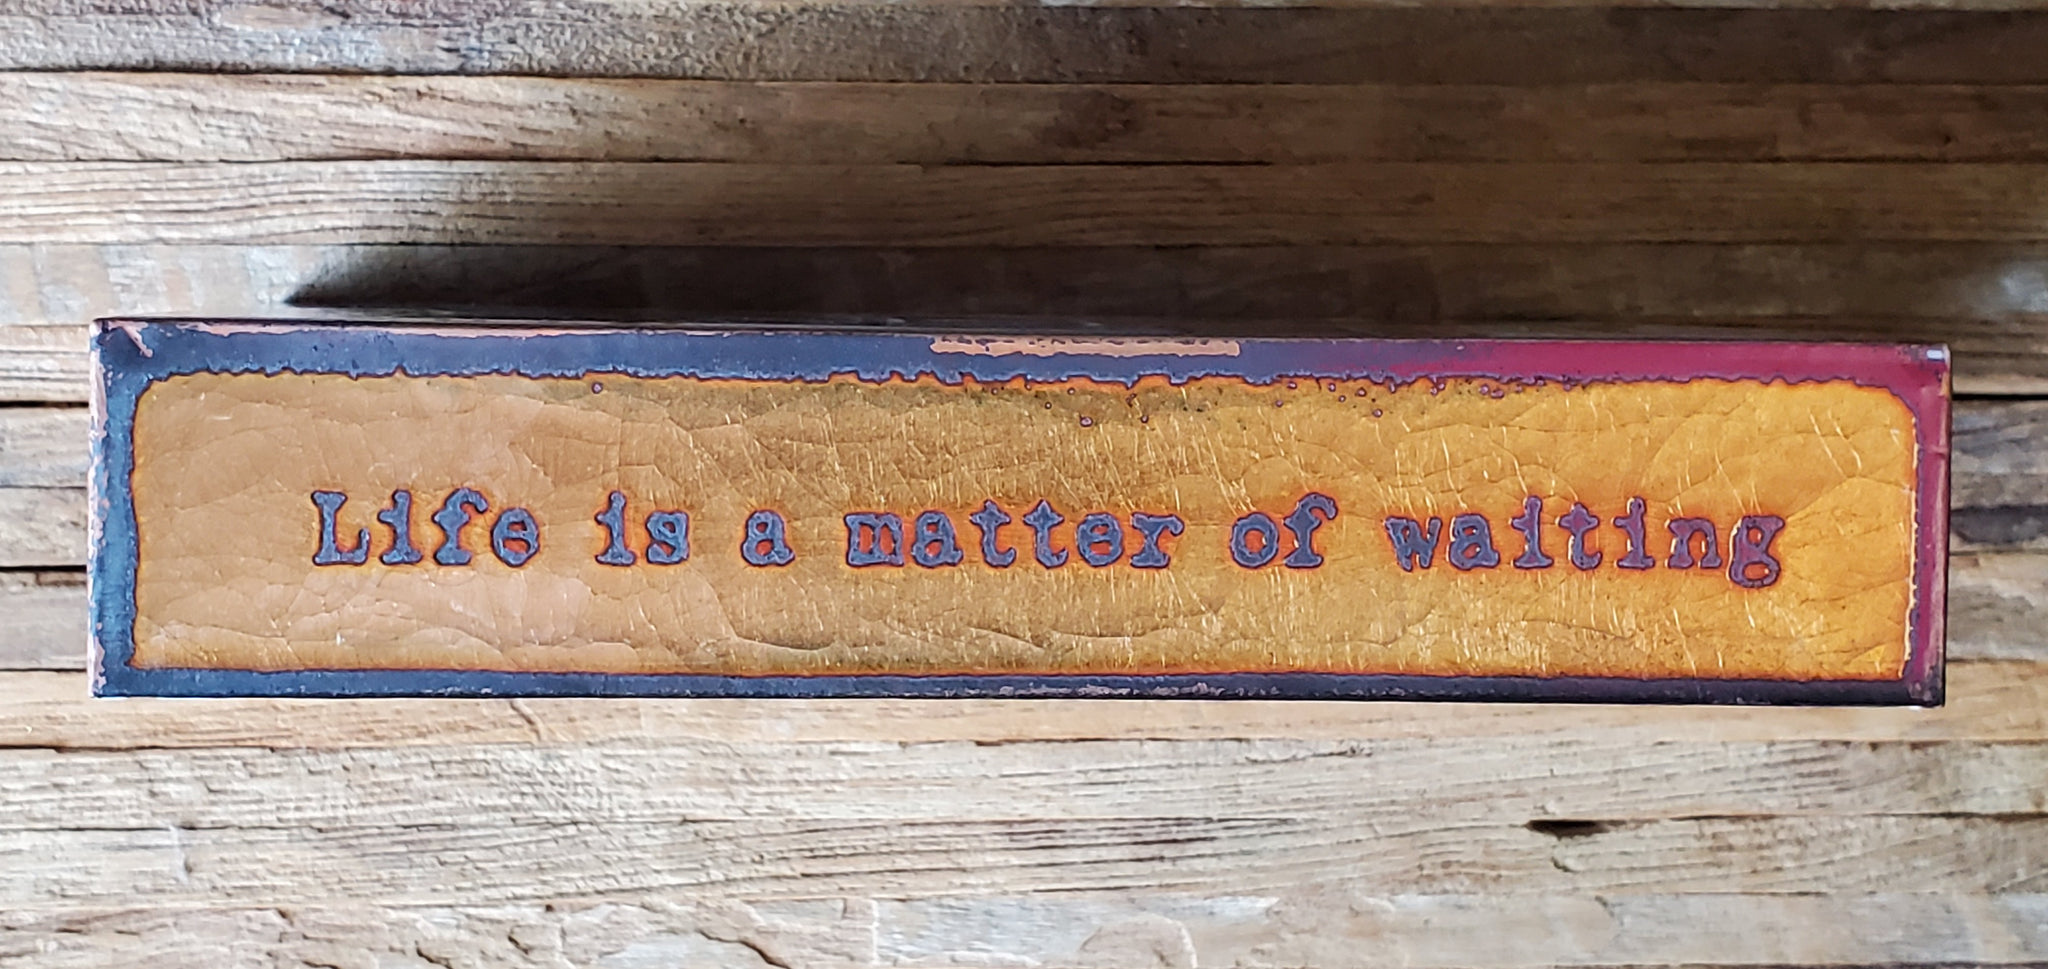 Life is a matter of waiting